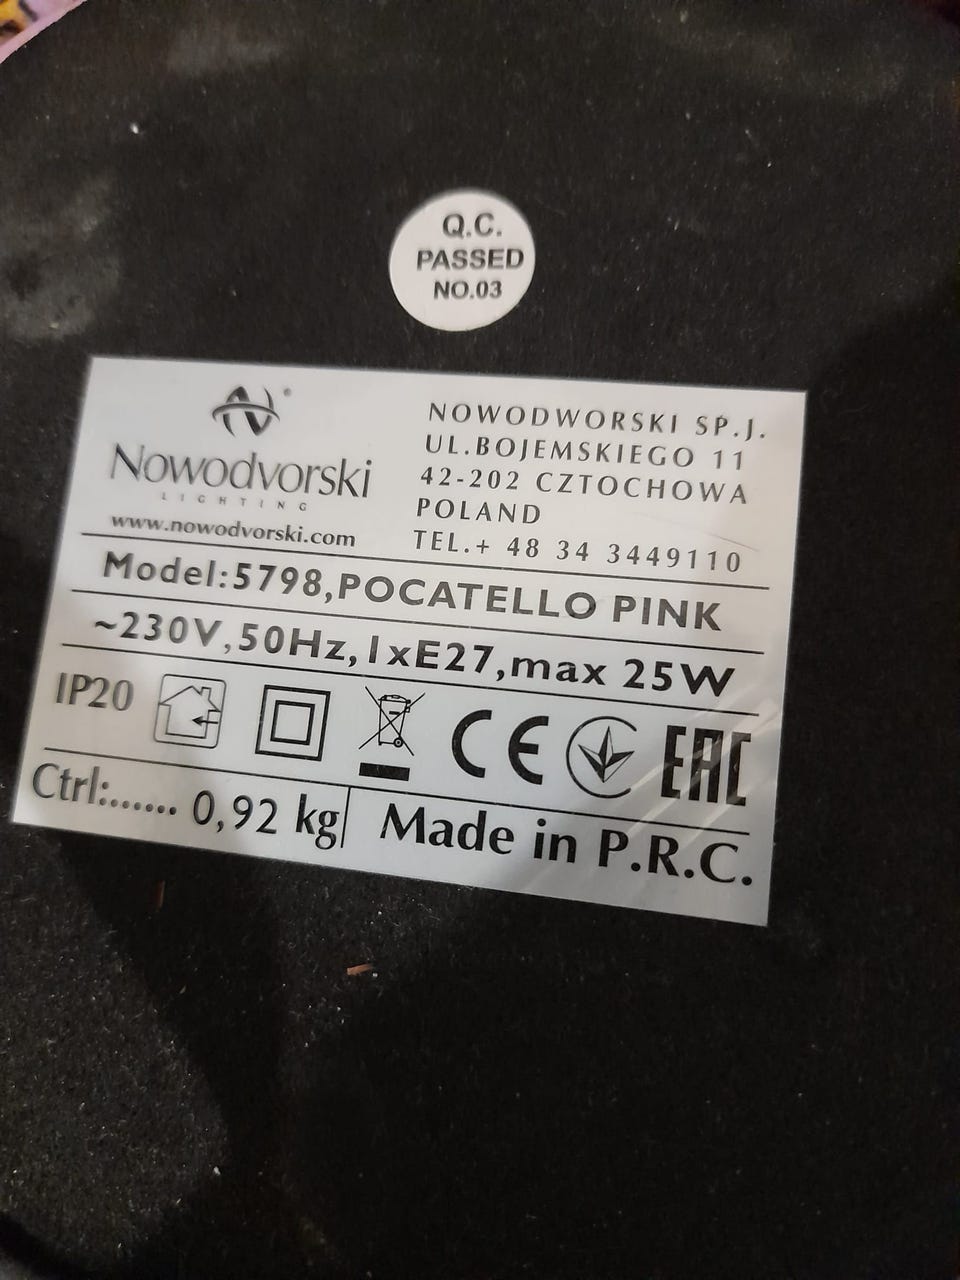 Q.C.
PASSED
NO.03
Nowodvorski®
LIGHTING
www.nowodvorski.com
NOWODWORSKI SP.J.
UL.BOJEMSKIEGO 11
42-202 CZTOCHOWA
POLAND
TEL.+ 48 34 3449110
Model:5798,POCATELLO PINK
~230V,50Hz,1xE27,max 25W
IP20 CE EAC
Ctrl:....... 0,92 kg
Made in P.R.C.